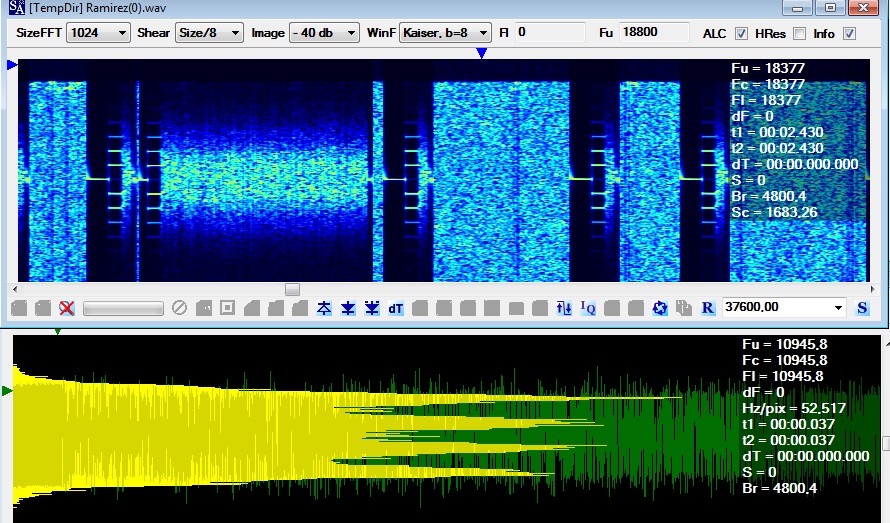 SA [TempDir] Ramirez(0).wav
SizeFFT 1024 Shear Size/8 Image - 40 db WinF Kaiser, b=8 Fl 0 Fu 18800 ALC HRes Info
Fu = 18377
Fc = 18377
Fl = 18377
dF = 0
t1 = 00:02.430
t2 = 00:02.430
dT = 00:00.000.000
S = 0
Br = 4800,4
Sc = 1683,26
dT IQ R 37600,00 S
Fu = 10945,8
Fc = 10945,8
Fl = 10945,8
dF = 0
Hz/pix = 52,517
t1 = 00:00.037
t2 = 00:00.037
dT = 00:00.000.000
S = 0
Br = 4800,4